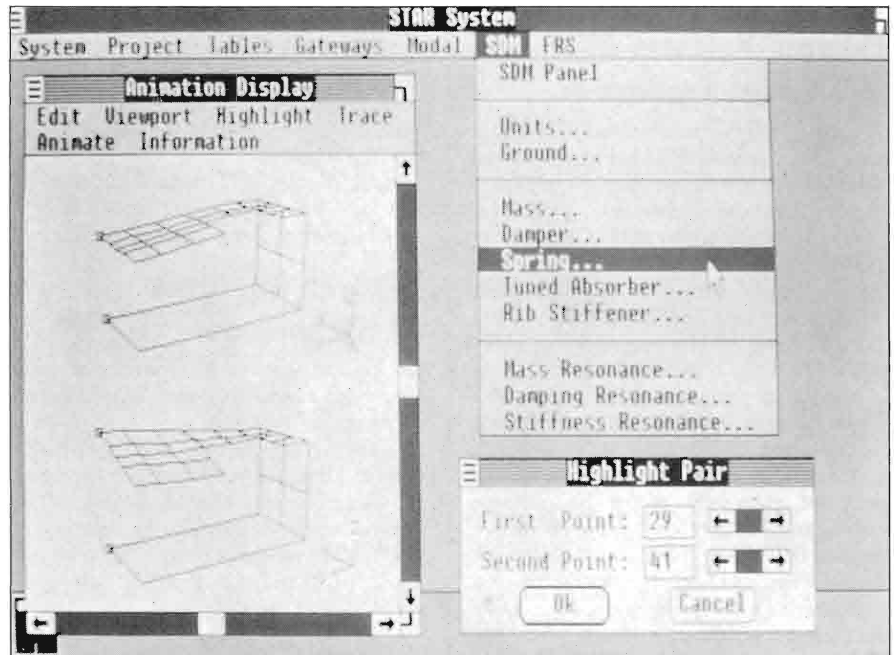 STAR System
System Project Tables Gateways Modal SDM FRS
Animation Display
Edit Viewport Highlight Trace
Animate Information
SDM Panel
Units...
Ground...
Mass...
Damper...
Spring...
Tuned Absorber...
Rib Stiffener...
Mass Resonance...
Damping Resonance...
Stiffness Resonance...
Highlight Pair
First Point: 29
Second Point: 41
Ok Cancel